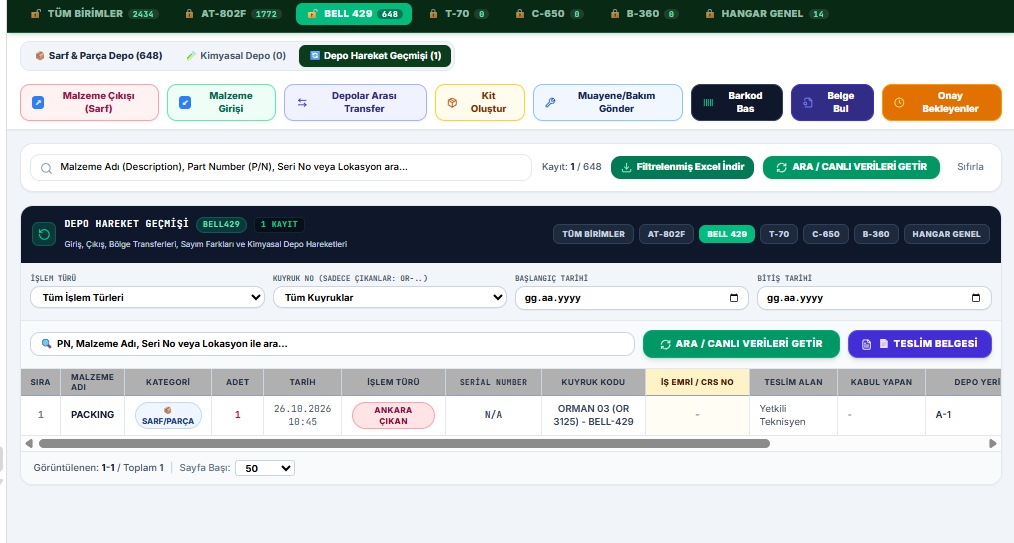 TÜM BİRİMLER 2434 AT-802F 1772 BELL 429 648 T-70 0 C-650 0 B-360 0 HANGAR GENEL 14
Sarf & Parça Depo (648) Kimyasal Depo (0) Depo Hareket Geçmişi (1)
Malzeme Çıkışı (Sarf)
Malzeme Girişi
Depolar Arası Transfer
Kit Oluştur
Muayene/Bakım Gönder
Barkod Bas
Belge Bul
Onay Bekleyenler
Malzeme Adı (Description), Part Number (P/N), Seri No veya Lokasyon ara... Kayıt: 1 / 648 Filtrelenmiş Excel İndir ARA / CANLI VERİLERİ GETİR Sıfırla
DEPO HAREKET GEÇMİŞİ BELL429 1 KAYIT
Giriş, Çıkış, Bölge Transferleri, Sayım Farkları ve Kimyasal Depo Hareketleri
TÜM BİRİMLER AT-802F BELL 429 T-70 C-650 B-360 HANGAR GENEL
İŞLEM TÜRÜ KUYRUK NO (SADECE ÇIKANLAR: OR-..) BAŞLANGIÇ TARİHİ BİTİŞ TARİHİ
Tüm İşlem Türleri Tüm Kuyruklar gg.aa.yyyy gg.aa.yyyy
PN, Malzeme Adı, Seri No veya Lokasyon ile ara... ARA / CANLI VERİLERİ GETİR TESLİM BELGESİ
SIRA MALZEME ADI KATEGORİ ADET TARİH İŞLEM TÜRÜ SERIAL NUMBER KUYRUK KODU İŞ EMRİ / CRS NO TESLİM ALAN KABUL YAPAN DEPO YERİ
1 PACKING SARF/PARÇA 1 26.10.2026 10:45 ANKARA ÇIKAN N/A ORMAN 03 (OR 3125) - BELL-429 - Yetkili Teknisyen - A-1
Görüntülenen: 1-1 / Toplam 1 | Sayfa Başı: 50